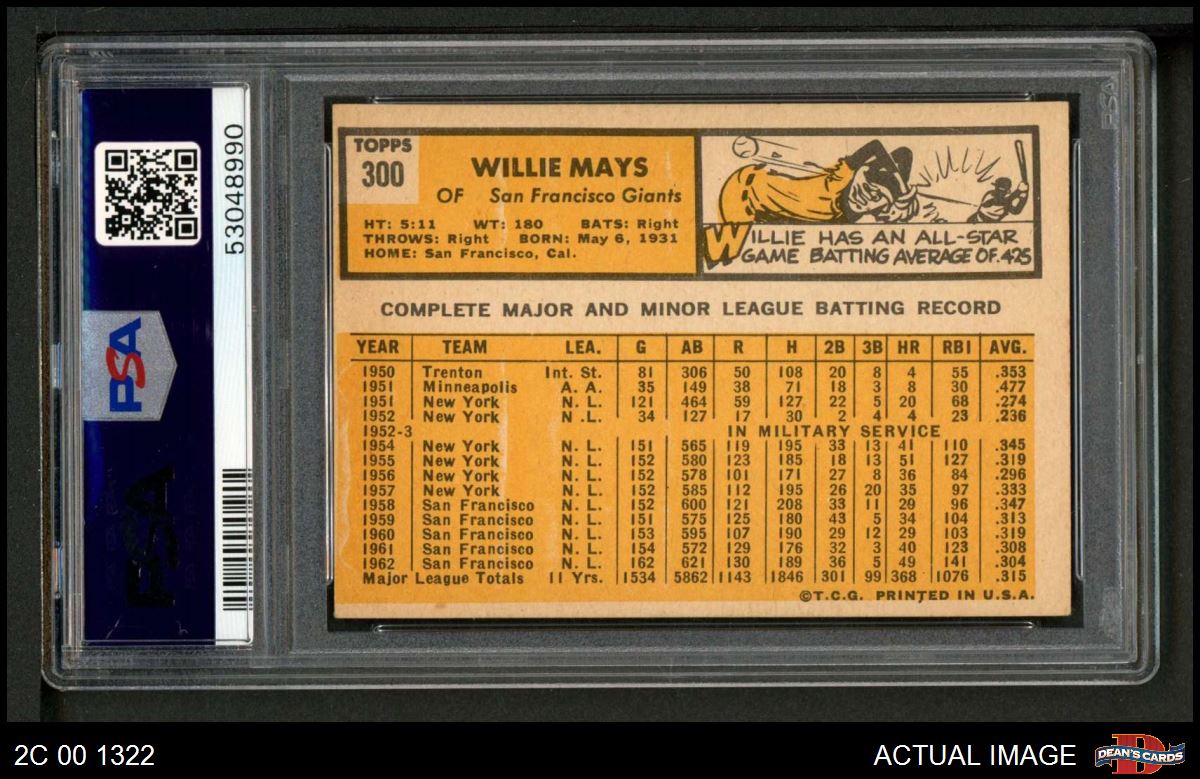 53048990
PSA
PSA
PSA
TOPPS
300
WILLIE MAYS
OF San Francisco Giants
HT: 5:11 WT: 180 BATS: Right
THROWS: Right BORN: May 6, 1931
HOME: San Francisco, Cal.
WILLIE HAS AN ALL-STAR
GAME BATTING AVERAGE OF .425
COMPLETE MAJOR AND MINOR LEAGUE BATTING RECORD
YEAR TEAM LEA. G AB R H 2B 3B HR RBI AVG.
1950 Trenton Int. St. 81 306 50 108 20 8 4 55 .353
1951 Minneapolis A. A. 35 149 38 71 18 3 8 30 .477
1951 New York N. L. 121 464 59 127 22 5 20 68 .274
1952 New York N .L. 34 127 17 30 2 4 4 23 .236
1952-3 IN MILITARY SERVICE
1954 New York N. L. 151 565 119 195 33 13 41 110 .345
1955 New York N. L. 152 580 123 185 18 13 51 127 .319
1956 New York N. L. 152 578 101 171 27 8 36 84 .296
1957 New York N. L. 152 585 112 195 26 20 35 97 .333
1958 San Francisco N. L. 152 600 121 208 33 11 29 96 .347
1959 San Francisco N. L. 151 575 125 180 43 5 34 104 .313
1960 San Francisco N. L. 153 595 107 190 29 12 29 103 .319
1961 San Francisco N. L. 154 572 129 176 32 3 40 123 .308
1962 San Francisco N. L. 162 621 130 189 36 5 49 141 .304
Major League Totals 11 Yrs. 1534 5862 1143 1846 301 99 368 1076 .315
©T.C.G. PRINTED IN U.S.A.
2C 00 1322
ACTUAL IMAGE
DEAN'S CARDS